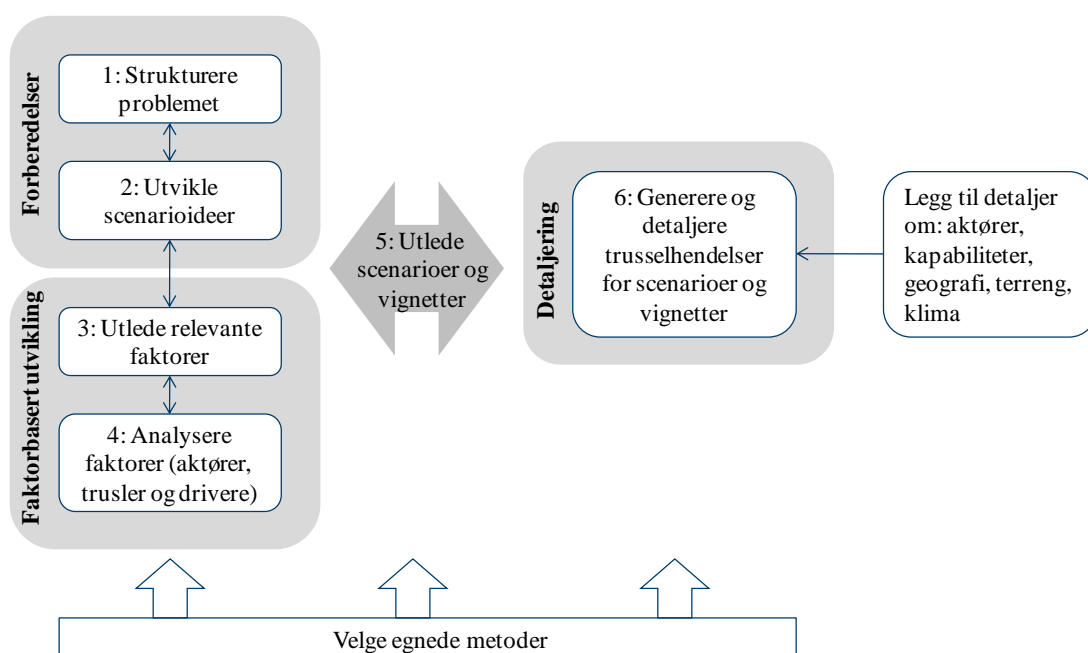 Forberedelser
1: Strukturere
problemet
2: Utvikle
scenarioideer
Faktorbasert utvikling
3: Utlede relevante
faktorer
4: Analysere
faktorer (aktører,
trusler og drivere)
5: Utlede
scenarioer og
vignetter
Detaljering
6: Generere og
detaljere
trusselhendelser
for scenarioer og
vignetter
Legg til detaljer
om: aktører,
kapabiliteter,
geografi, terreng,
klima
Velge egnede metoder